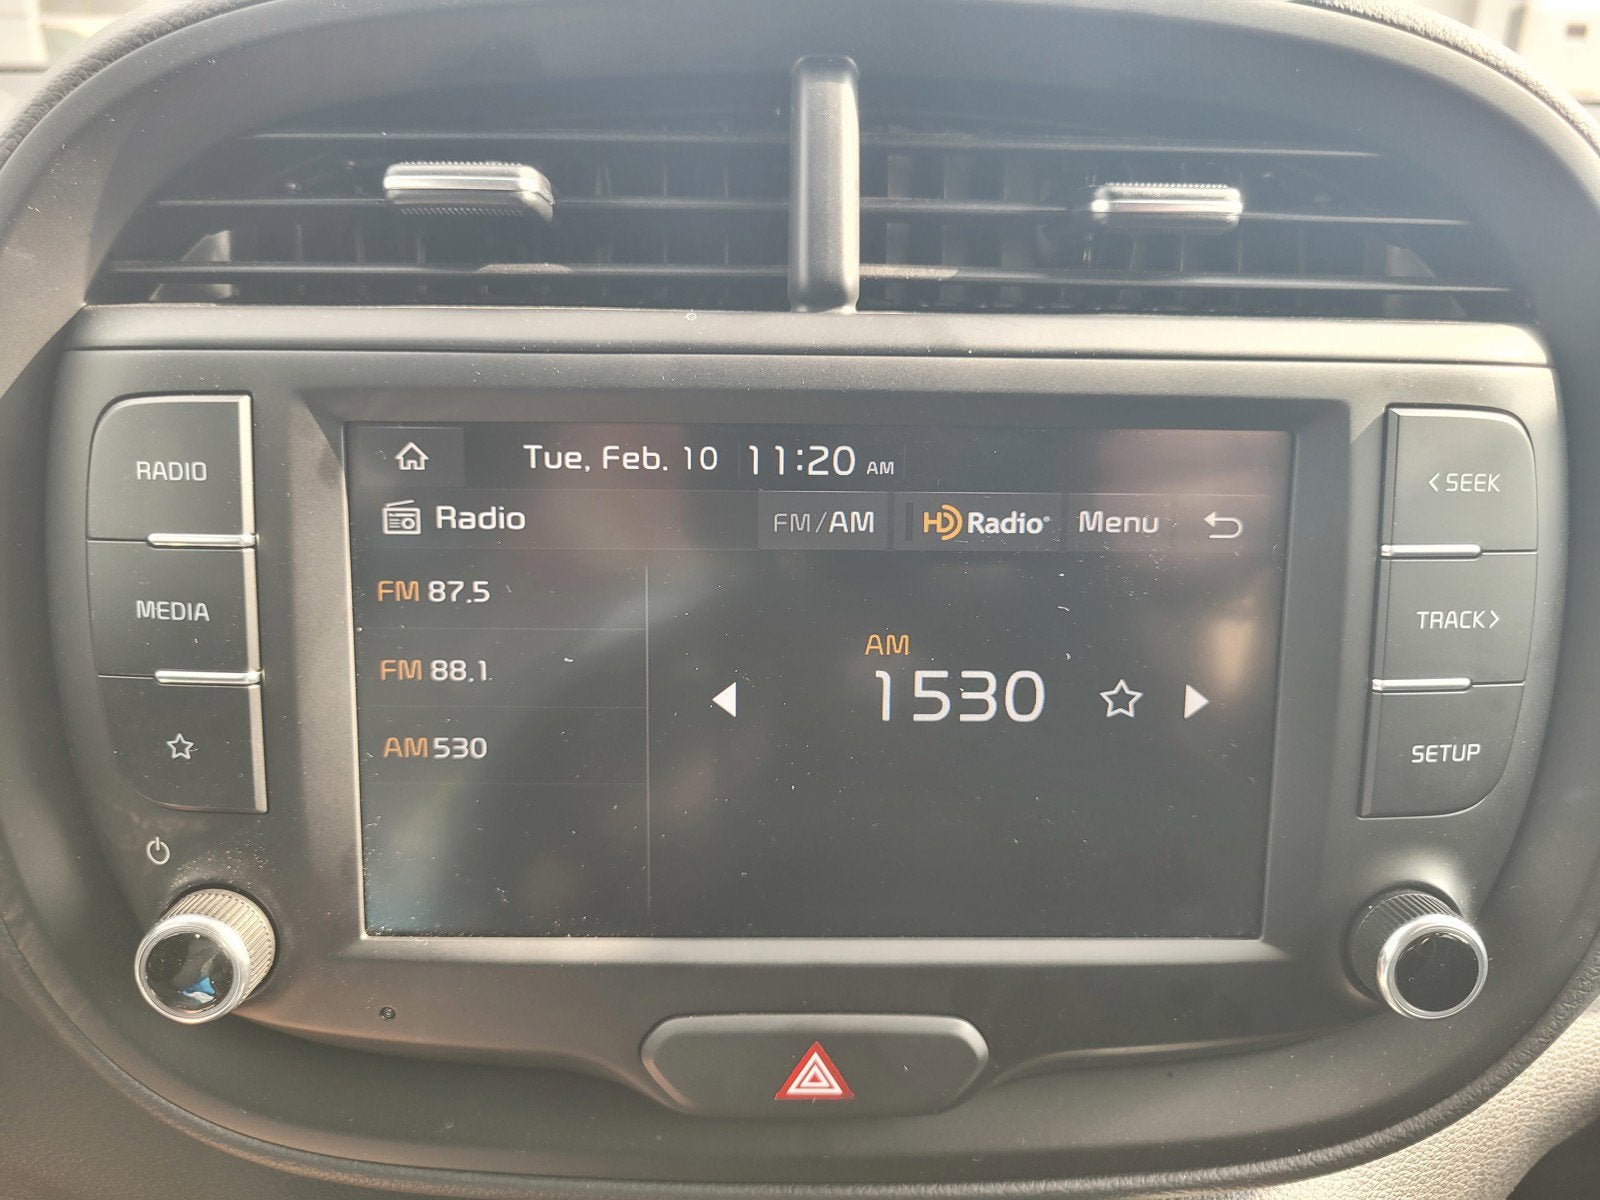 Tue, Feb. 10 11:20 AM
Radio FM/AM HD Radio® Menu
FM 87.5
FM 88.1
AM 530
AM
1530
RADIO
MEDIA
< SEEK
TRACK >
SETUP